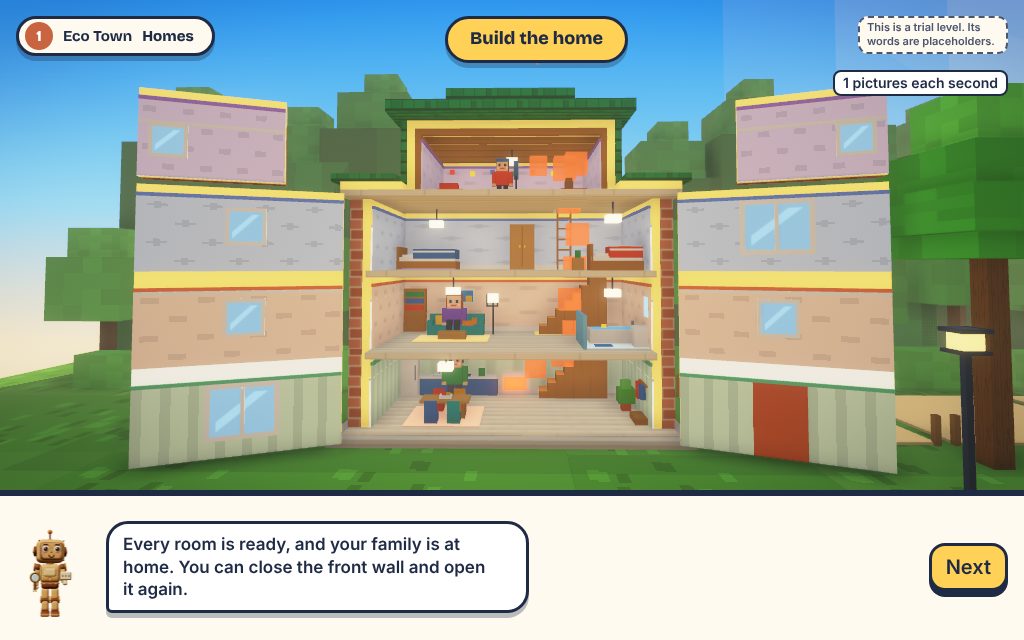 1 Eco Town Homes
Build the home
This is a trial level. Its
words are placeholders.
1 pictures each second
Every room is ready, and your family is at
home. You can close the front wall and open
it again.
Next